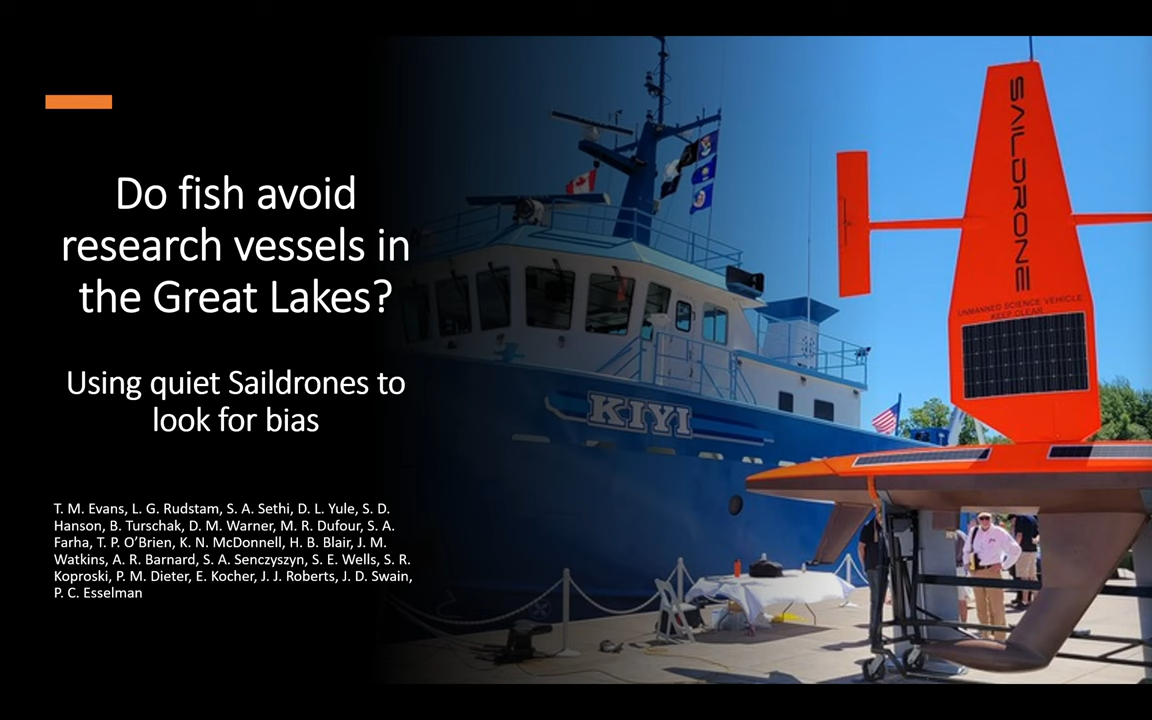 Do fish avoid
research vessels in
the Great Lakes?
Using quiet Saildrones to
look for bias
T. M. Evans, L. G. Rudstam, S. A. Sethi, D. L. Yule, S. D.
Hanson, B. Turschak, D. M. Warner, M. R. Dufour, S. A.
Farha, T. P. O'Brien, K. N. McDonnell, H. B. Blair, J. M.
Watkins, A. R. Barnard, S. A. Senczyszyn, S. E. Wells, S. R.
Koproski, P. M. Dieter, E. Kocher, J. J. Roberts, J. D. Swain,
P. C. Esselman
KIYI
SAILDRONE
UNMANNED SCIENCE VEHICLE
KEEP CLEAR